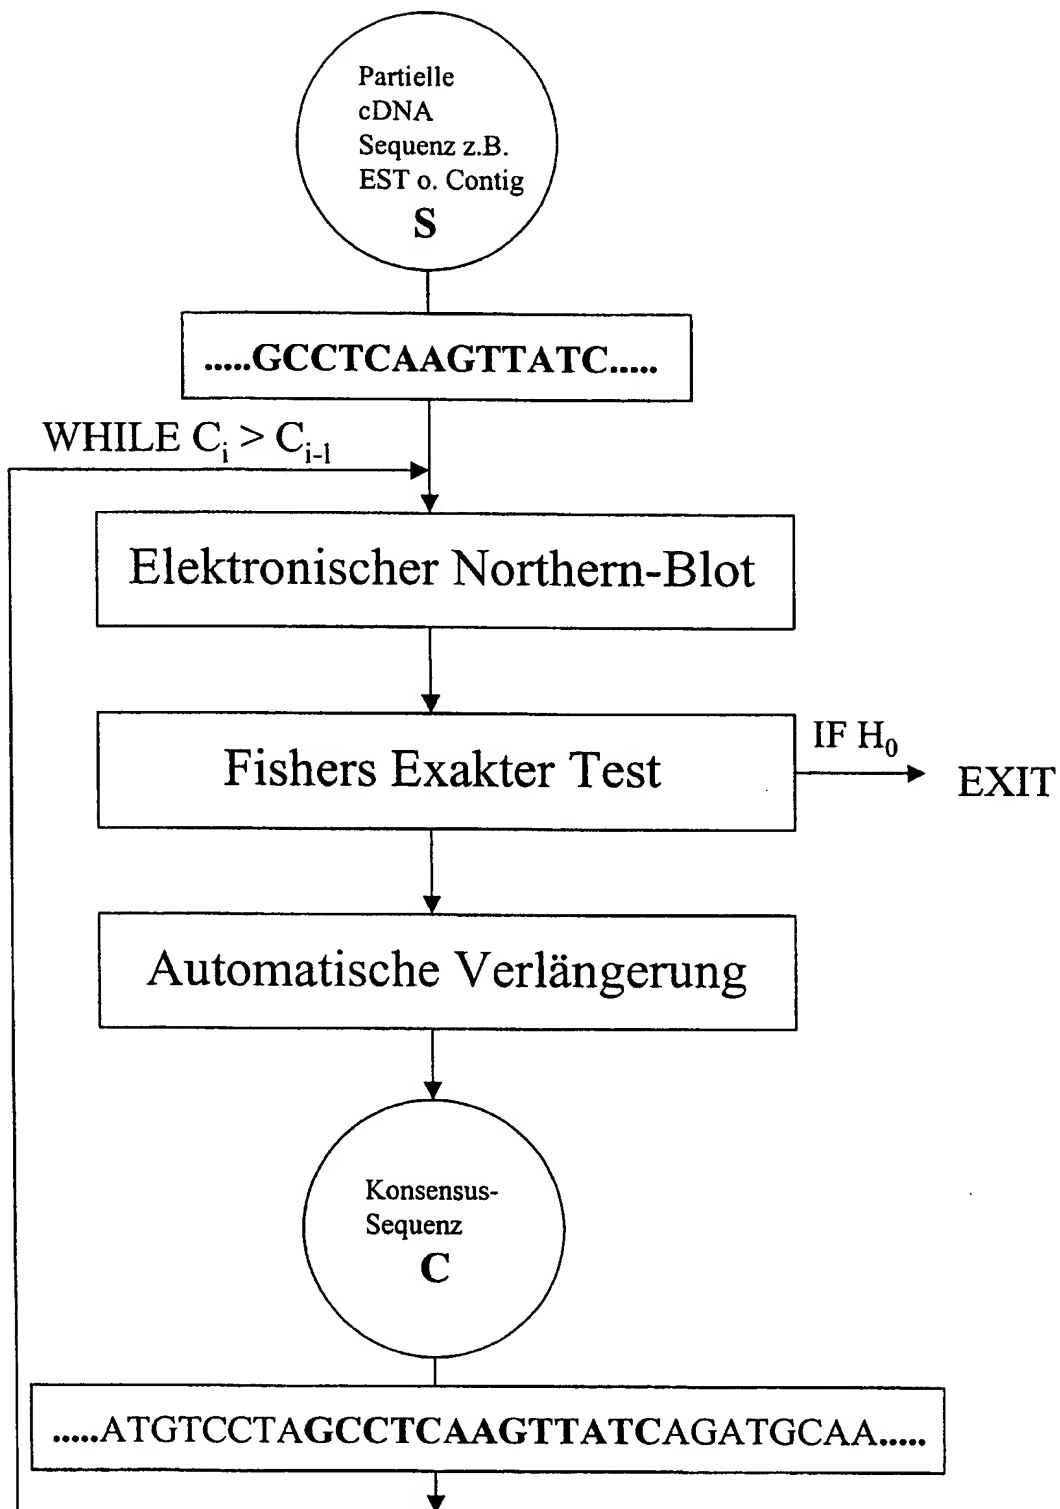 Partielle
cDNA
Sequenz z.B.
EST o. Contig
S
.....GCCTCAAGTTATC.....
WHILE Cᵢ > Cᵢ₋₁
Elektronischer Northern-Blot
Fishers Exakter Test
IF H₀
EXIT
Automatische Verlängerung
Konsensus-
Sequenz
C
.....ATGTCCTAGCCTCAAGTTATCAGATGCAA.....